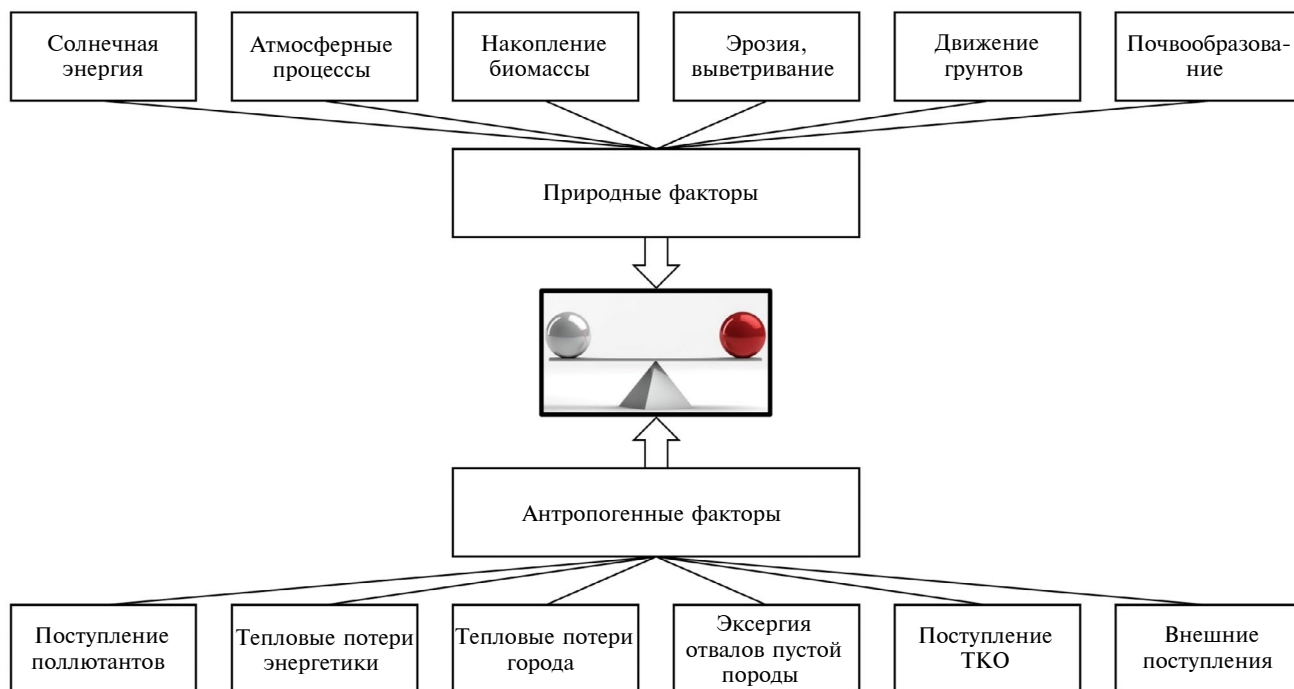 Солнечная
энергия
Атмосферные
процессы
Накопление
биомассы
Эрозия,
выветривание
Движение
грунтов
Почвообразова-
ние
Природные факторы
Антропогенные факторы
Поступление
поллютантов
Тепловые потери
энергетики
Тепловые потери
города
Эксергия
отвалов пустой
породы
Поступление
ТКО
Внешние
поступления